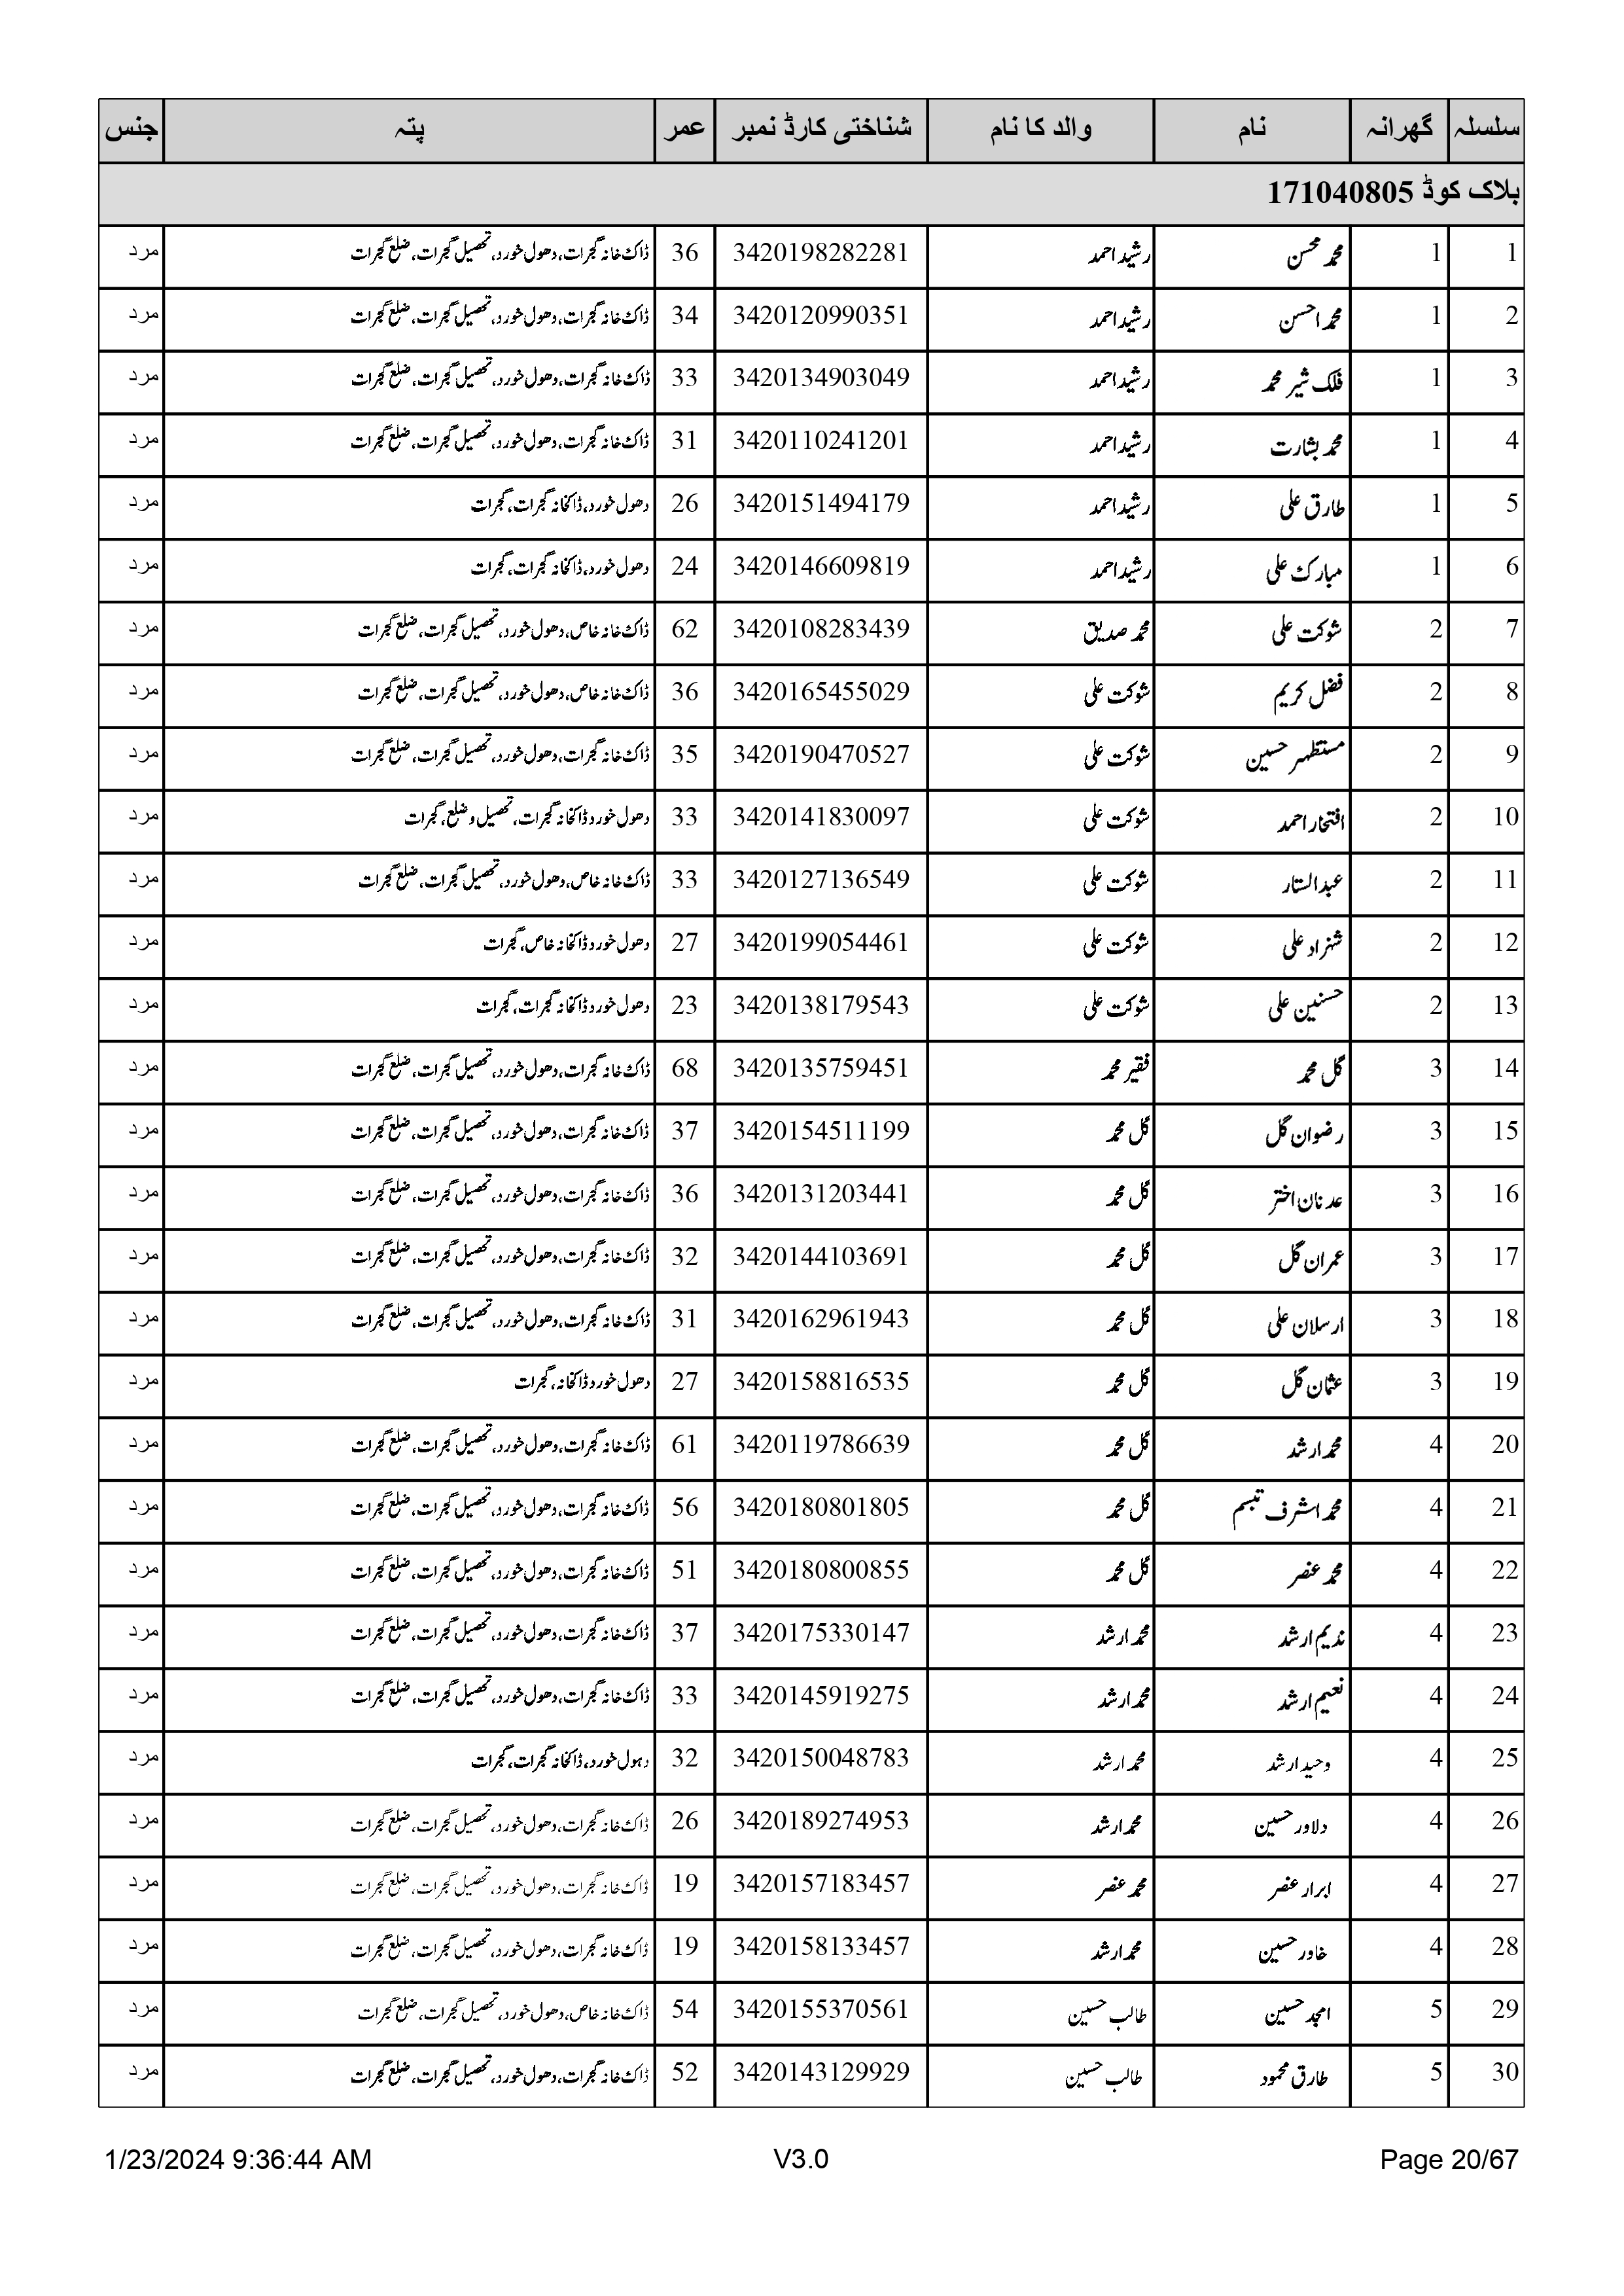 سلسلہ گھرانہ نام والد کا نام شناختی کارڈ نمبر عمر پتہ جنس
بلاک کوڈ 171040805
1 1 محمد محسن رشید احمد 3420198282281 36 ڈاک خانہ گجرات، دھول خورد، تحصیل گجرات، ضلع گجرات مرد
2 1 محمد احسن رشید احمد 3420120990351 34 ڈاک خانہ گجرات، دھول خورد، تحصیل گجرات، ضلع گجرات مرد
3 1 فلک شیر محمد رشید احمد 3420134903049 33 ڈاک خانہ گجرات، دھول خورد، تحصیل گجرات، ضلع گجرات مرد
4 1 محمد بشارت رشید احمد 3420110241201 31 ڈاک خانہ گجرات، دھول خورد، تحصیل گجرات، ضلع گجرات مرد
5 1 طارق علی رشید احمد 3420151494179 26 دھول خورد، ڈاکخانہ گجرات، گجرات مرد
6 1 مبارک علی رشید احمد 3420146609819 24 دھول خورد، ڈاکخانہ گجرات، گجرات مرد
7 2 شوکت علی محمد صدیق 3420108283439 62 ڈاک خانہ خاص، دھول خورد، تحصیل گجرات، ضلع گجرات مرد
8 2 فضل کریم شوکت علی 3420165455029 36 ڈاک خانہ خاص، دھول خورد، تحصیل گجرات، ضلع گجرات مرد
9 2 مستظہر حسین شوکت علی 3420190470527 35 ڈاک خانہ گجرات، دھول خورد، تحصیل گجرات، ضلع گجرات مرد
10 2 افتخار احمد شوکت علی 3420141830097 33 دھول خورد ڈاکخانہ گجرات، تحصیل و ضلع، گجرات مرد
11 2 عبدالستار شوکت علی 3420127136549 33 ڈاک خانہ خاص، دھول خورد، تحصیل گجرات، ضلع گجرات مرد
12 2 شہزاد علی شوکت علی 3420199054461 27 دھول خورد ڈاکخانہ خاص، گجرات مرد
13 2 حسنین علی شوکت علی 3420138179543 23 دھول خورد ڈاکخانہ گجرات، گجرات مرد
14 3 گل محمد فقیر محمد 3420135759451 68 ڈاک خانہ گجرات، دھول خورد، تحصیل گجرات، ضلع گجرات مرد
15 3 رضوان گل گل محمد 3420154511199 37 ڈاک خانہ گجرات، دھول خورد، تحصیل گجرات، ضلع گجرات مرد
16 3 عدنان اختر گل محمد 3420131203441 36 ڈاک خانہ گجرات، دھول خورد، تحصیل گجرات، ضلع گجرات مرد
17 3 عمران گل گل محمد 3420144103691 32 ڈاک خانہ گجرات، دھول خورد، تحصیل گجرات، ضلع گجرات مرد
18 3 ارسلان علی گل محمد 3420162961943 31 ڈاک خانہ گجرات، دھول خورد، تحصیل گجرات، ضلع گجرات مرد
19 3 عثمان گل گل محمد 3420158816535 27 دھول خورد ڈاکخانہ، گجرات مرد
20 4 محمد ارشد گل محمد 3420119786639 61 ڈاک خانہ گجرات، دھول خورد، تحصیل گجرات، ضلع گجرات مرد
21 4 محمد اشرف تبسم گل محمد 3420180801805 56 ڈاک خانہ گجرات، دھول خورد، تحصیل گجرات، ضلع گجرات مرد
22 4 محمد عنصر گل محمد 3420180800855 51 ڈاک خانہ گجرات، دھول خورد، تحصیل گجرات، ضلع گجرات مرد
23 4 ندیم ارشد محمد ارشد 3420175330147 37 ڈاک خانہ گجرات، دھول خورد، تحصیل گجرات، ضلع گجرات مرد
24 4 نعیم ارشد محمد ارشد 3420145919275 33 ڈاک خانہ گجرات، دھول خورد، تحصیل گجرات، ضلع گجرات مرد
25 4 وحید ارشد محمد ارشد 3420150048783 32 دہول خورد، ڈاکخانہ گجرات، گجرات مرد
26 4 دلاور حسین محمد ارشد 3420189274953 26 ڈاک خانہ گجرات، دھول خورد، تحصیل گجرات، ضلع گجرات مرد
27 4 ابرار عنصر محمد عنصر 3420157183457 19 ڈاک خانہ گجرات، دھول خورد، تحصیل گجرات، ضلع گجرات مرد
28 4 خاور حسین محمد ارشد 3420158133457 19 ڈاک خانہ گجرات، دھول خورد، تحصیل گجرات، ضلع گجرات مرد
29 5 امجد حسین طالب حسین 3420155370561 54 ڈاک خانہ خاص، دھول خورد، تحصیل گجرات، ضلع گجرات مرد
30 5 طارق محمود طالب حسین 3420143129929 52 ڈاک خانہ گجرات، دھول خورد، تحصیل گجرات، ضلع گجرات مرد
1/23/2024 9:36:44 AM V3.0 Page 20/67